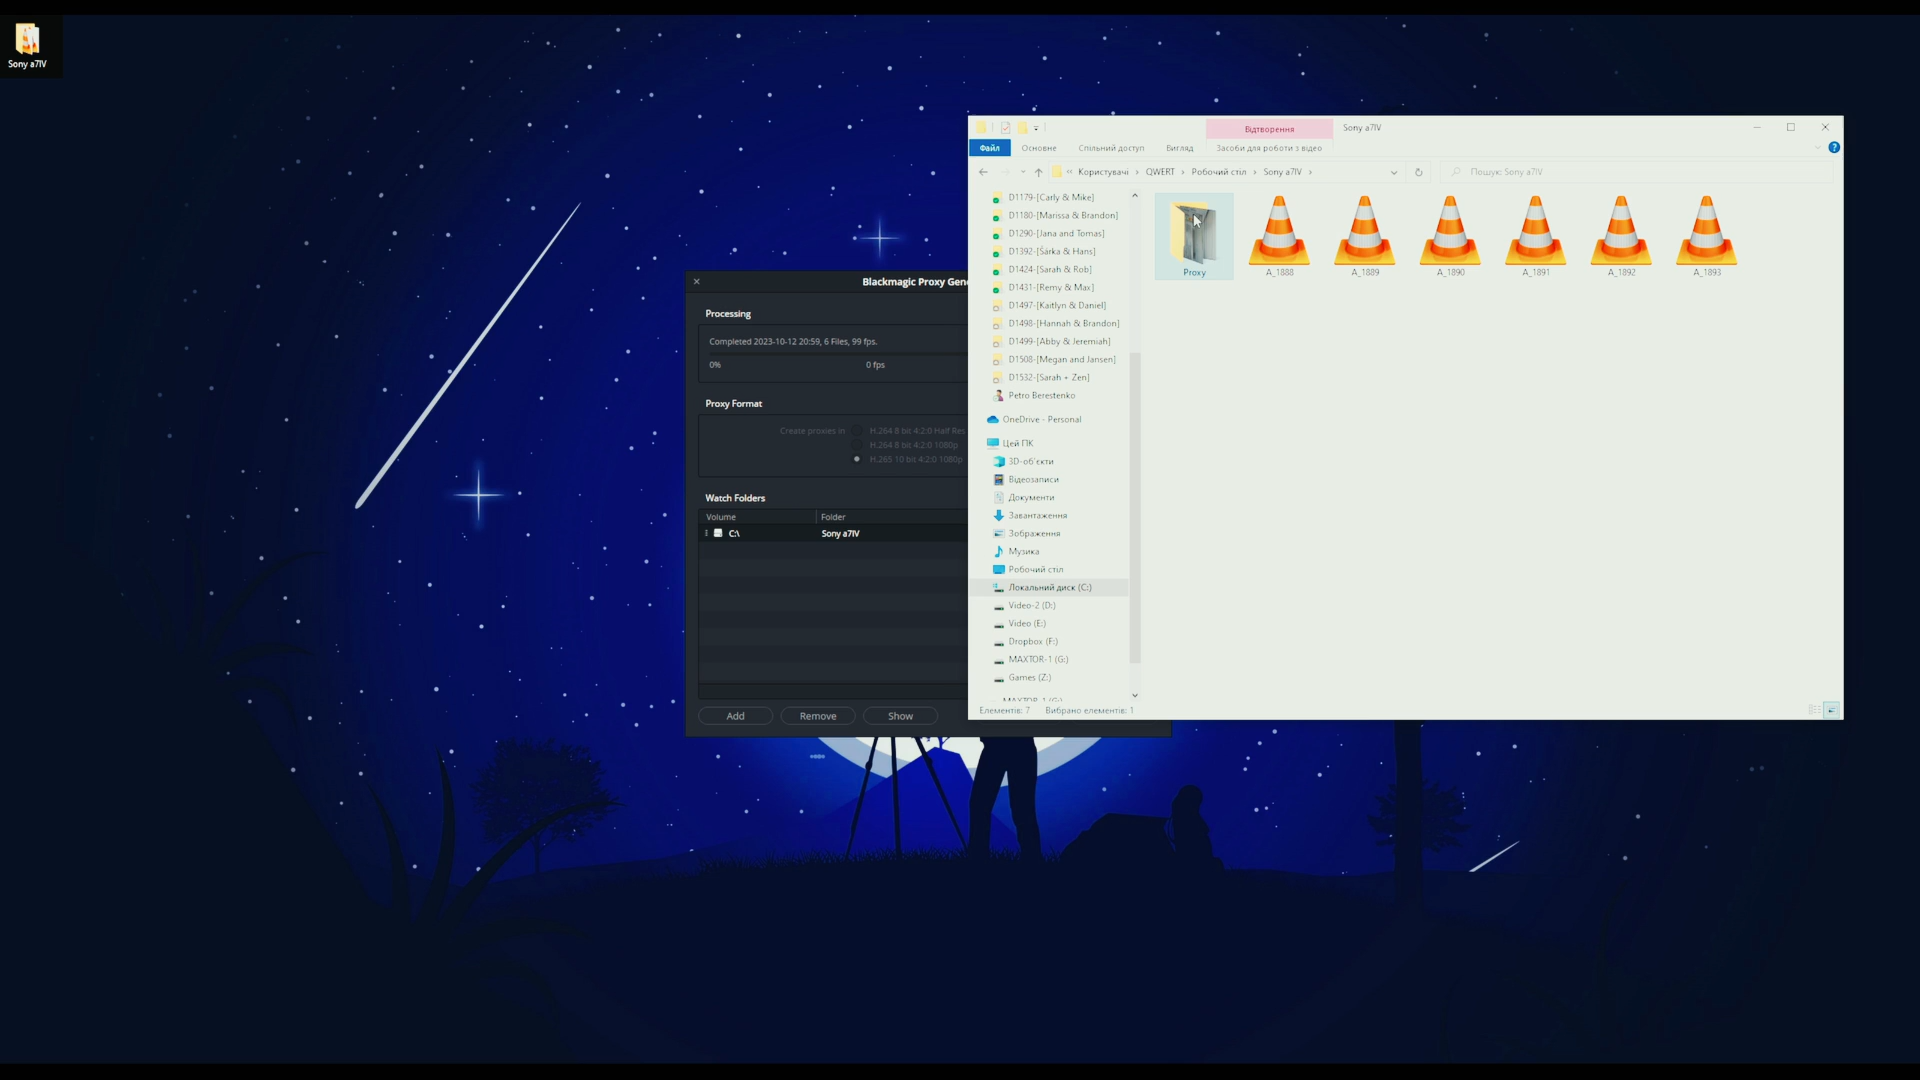 Sony a7IV
Blackmagic Proxy Gen
Processing
Completed 2023-10-12 20:59, 6 Files, 99 fps.
0%
0 fps
Proxy Format
Create proxies in
H.264 8 bit 4:2:0 Half Res
H.264 8 bit 4:2:0 1080p
H.265 10 bit 4:2:0 1080p
Watch Folders
Volume
Folder
C:\
Sony a7IV
Add
Remove
Show
Відтворення
Sony a7IV
Файл
Основне
Спільний доступ
Вигляд
Засоби для роботи з відео
« Користувачі › QWERT › Робочий стіл › Sony a7IV ›
Пошук: Sony a7IV
D1179-[Carly & Mike]
D1180-[Marissa & Brandon]
D1290-[Jana and Tomas]
D1392-[Šárka & Hans]
D1424-[Sarah & Rob]
D1431-[Remy & Max]
D1497-[Kaitlyn & Daniel]
D1498-[Hannah & Brandon]
D1499-[Abby & Jeremiah]
D1508-[Megan and Jansen]
D1532-[Sarah + Zen]
Petro Berestenko
OneDrive - Personal
Цей ПК
3D-об'єкти
Відеозаписи
Документи
Завантаження
Зображення
Музика
Робочий стіл
Локальний диск (C:)
Video-2 (D:)
Video (E:)
Dropbox (F:)
MAXTOR-1 (G:)
Games (Z:)
MAXTOR-1 (G:)
Proxy
A_1888
A_1889
A_1890
A_1891
A_1892
A_1893
Елементів: 7
Вибрано елементів: 1